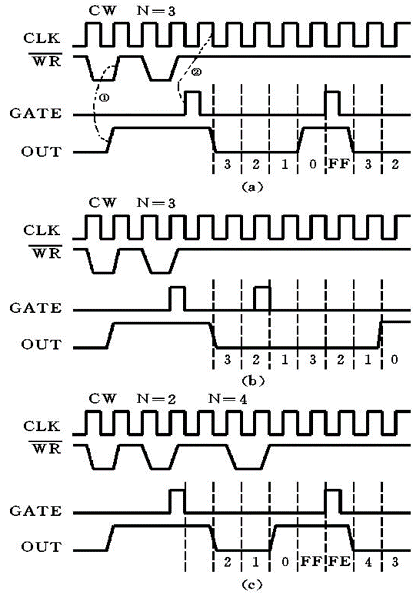 CW N=3
CLK
WR
① ②
GATE
OUT
3 2 1 0 FF 3 2
(a)
CW N=3
CLK
WR
GATE
OUT
3 2 1 3 2 1 0
(b)
CW N=2 N=4
CLK
WR
GATE
OUT
2 1 0 FF FE 4 3
(c)